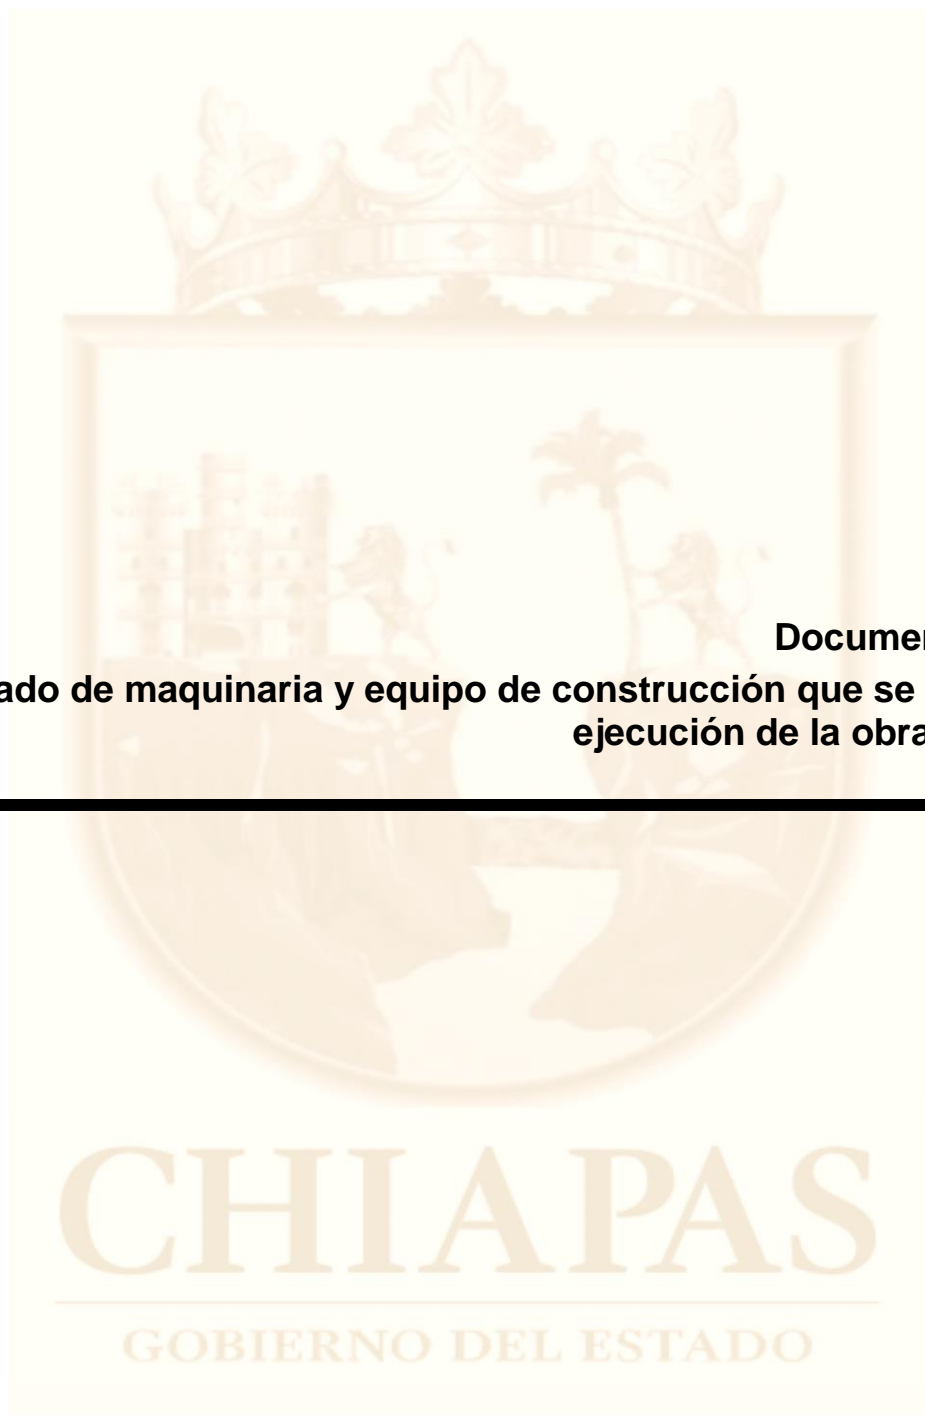 Documen
ado de maquinaria y equipo de construcción que se
ejecución de la obra
CHIAPAS
GOBIERNO DEL ESTADO